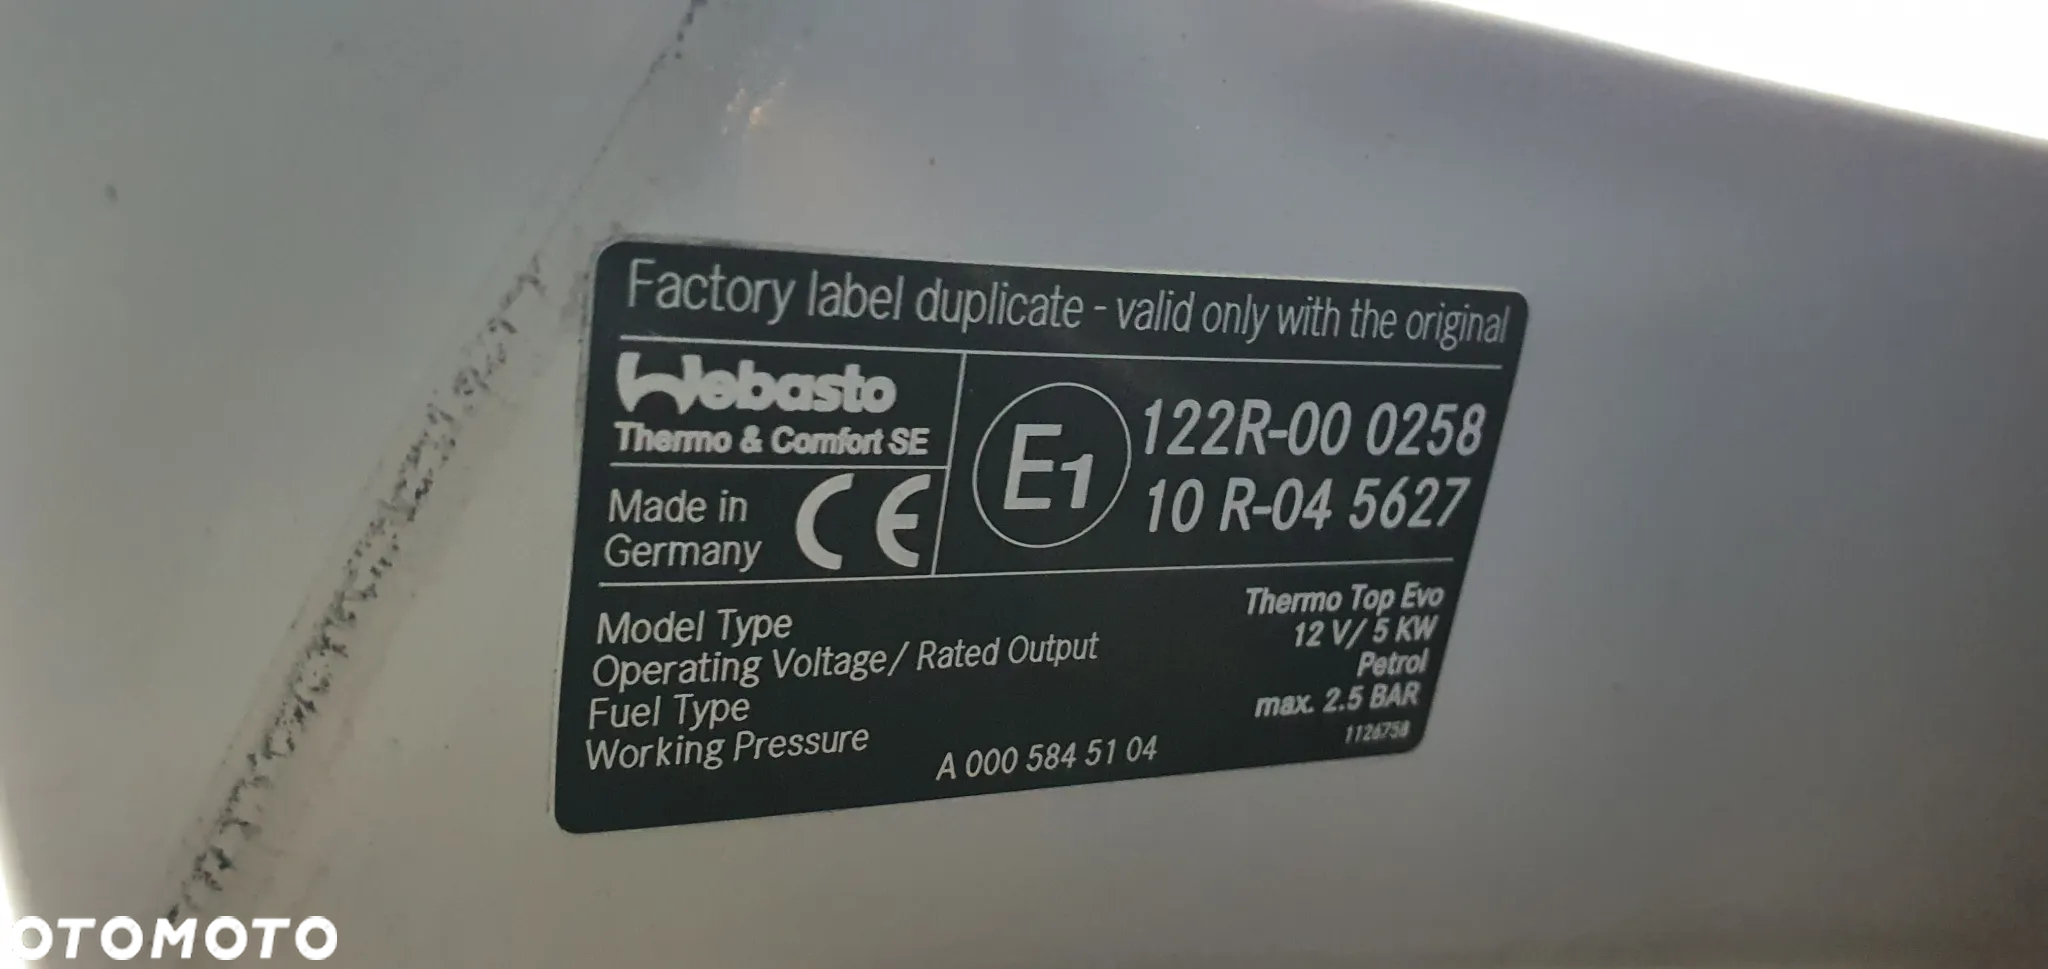 Factory label duplicate - valid only with the original
Webasto
Thermo & Comfort SE
Made in
Germany
CE
E1
122R-00 0258
10 R-04 5627
Model Type Thermo Top Evo
Operating Voltage/ Rated Output 12 V/ 5 KW
Fuel Type Petrol
Working Pressure max. 2.5 BAR
A 000 584 51 04
1126758
OTOMOTO